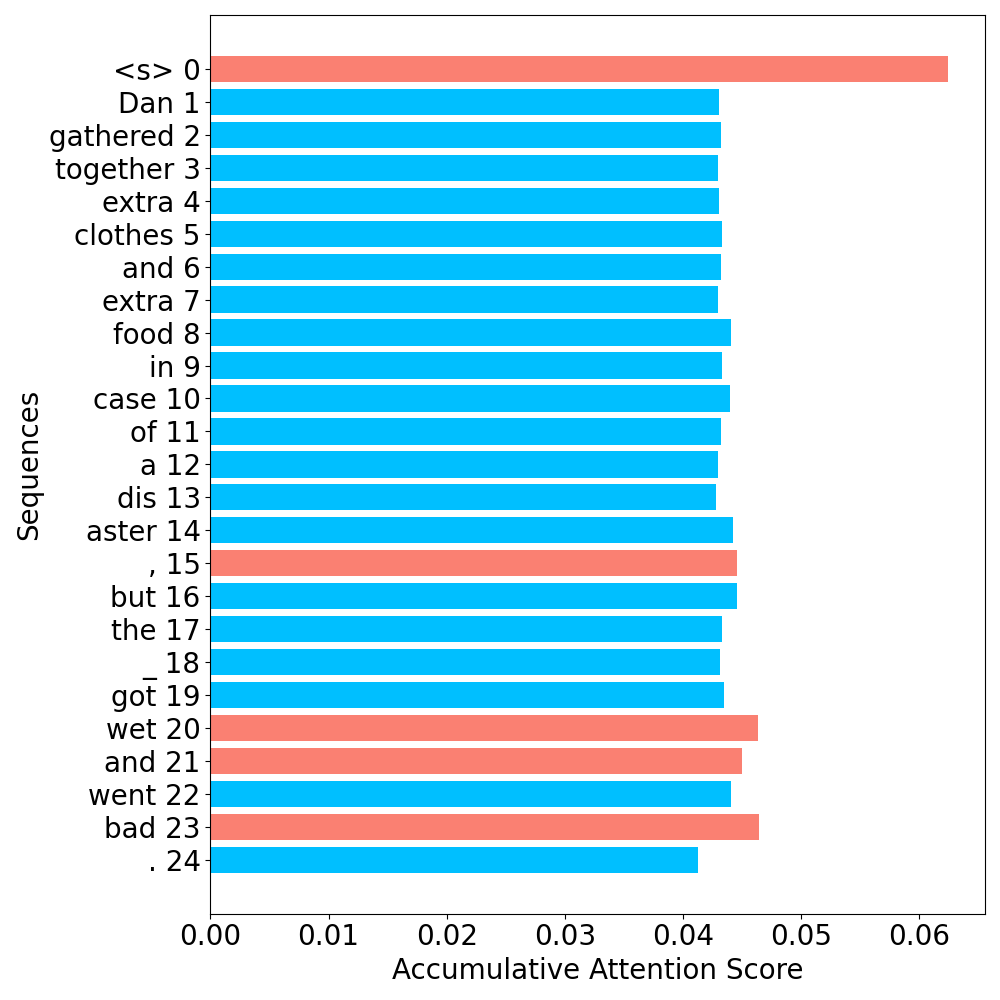 <s> 0
Dan 1
gathered 2
together 3
extra 4
clothes 5
and 6
extra 7
food 8
in 9
case 10
of 11
a 12
dis 13
aster 14
, 15
but 16
the 17
_ 18
got 19
wet 20
and 21
went 22
bad 23
. 24
Sequences
0.00 0.01 0.02 0.03 0.04 0.05 0.06
Accumulative Attention Score